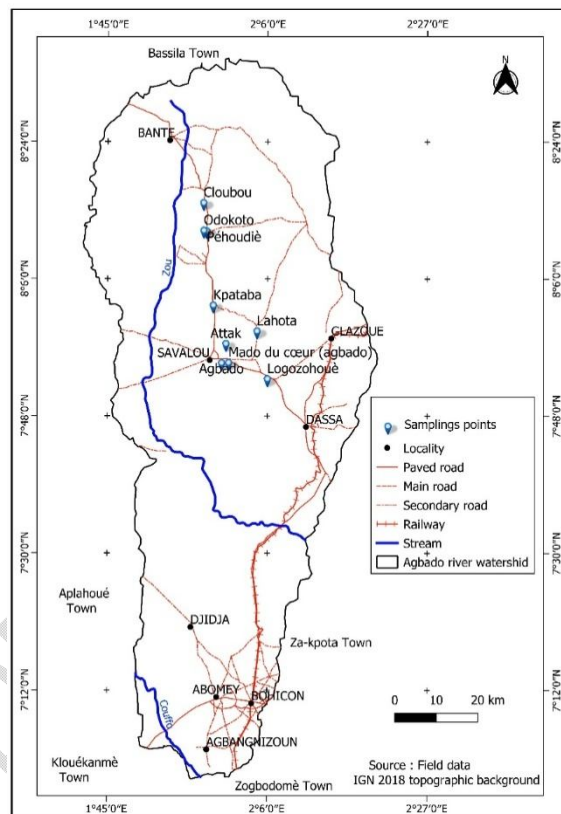 1°45'0"E 2°6'0"E 2°27'0"E
Bassila Town
N
8°24'0"N
8°24'0"N
BANTE
Cloubou
Odokoto
Péhoudiè
Zou
8°6'0"N
8°6'0"N
Kpataba
Lahota
Attak
GLAZOUE
SAVALOU
Mado du cœur (agbado)
Agbado
Logozohouè
7°48'0"N
7°48'0"N
DASSA
Samplings points
Locality
Paved road
Main road
Secondary road
Railway
Stream
Agbado river watershed
7°30'0"N
7°30'0"N
Aplahoué
Town
DJIDJA
Za-kpota Town
7°12'0"N
7°12'0"N
ABOMEY
BOHICON
0 10 20 km
Couffo
AGBANGNIZOUN
Klouékanmè
Town
Zogbodomè Town
Source : Field data
IGN 2018 topographic background
1°45'0"E 2°6'0"E 2°27'0"E